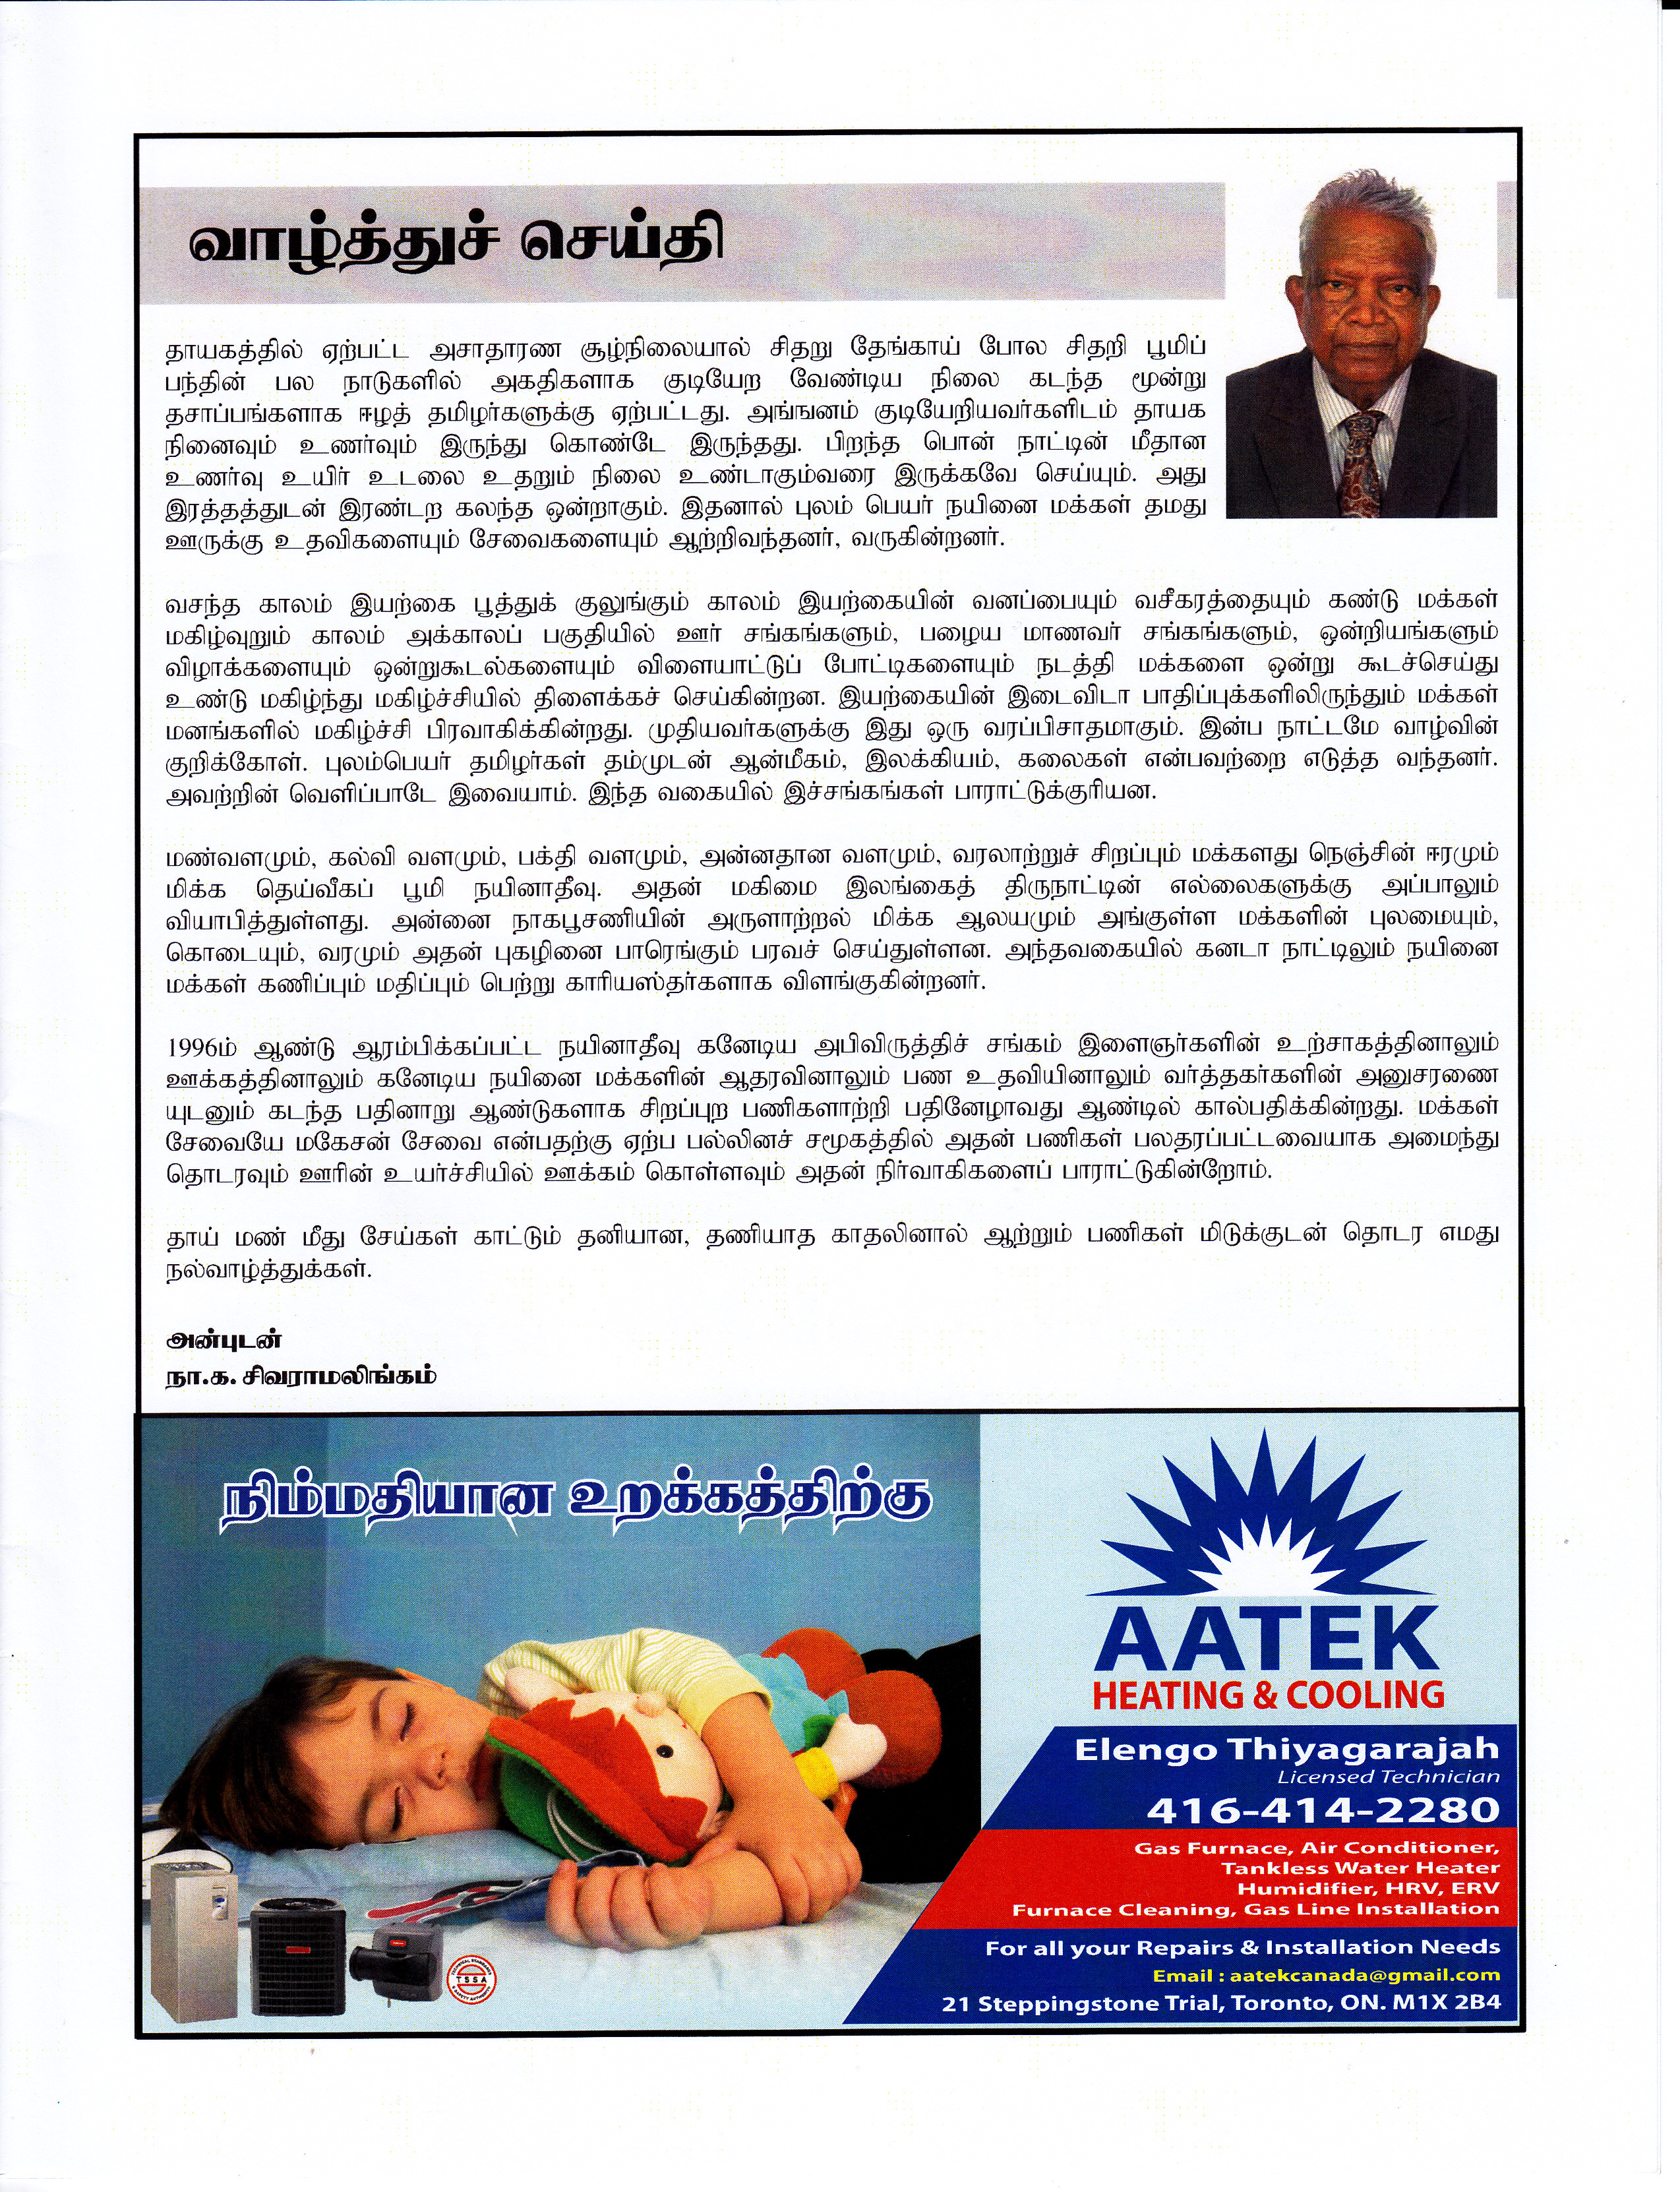 வாழ்த்துச் செய்தி
தாயகத்தில் ஏற்பட்ட அசாதாரண சூழ்நிலையால் சிதறு தேங்காய் போல சிதறி பூமிப்
பந்தின் பல நாடுகளில் அகதிகளாக குடியேற வேண்டிய நிலை கடந்த மூன்று
தசாப்பங்களாக ஈழத் தமிழர்களுக்கு ஏற்பட்டது. அங்ஙனம் குடியேறியவர்களிடம் தாயக
நினைவும் உணர்வும் இருந்து கொண்டே இருந்தது. பிறந்த பொன் நாட்டின் மீதான
உணர்வு உயிர் உடலை உதறும் நிலை உண்டாகும்வரை இருக்கவே செய்யும். அது
இரத்தத்துடன் இரண்டற கலந்த ஒன்றாகும். இதனால் புலம் பெயர் நயினை மக்கள் தமது
ஊருக்கு உதவிகளையும் சேவைகளையும் ஆற்றிவந்தனர், வருகின்றனர்.
வசந்த காலம் இயற்கை பூத்துக் குலுங்கும் காலம் இயற்கையின் வனப்பையும் வசீகரத்தையும் கண்டு மக்கள்
மகிழ்வுறும் காலம் அக்காலப் பகுதியில் ஊர் சங்கங்களும், பழைய மாணவர் சங்கங்களும், ஒன்றியங்களும்
விழாக்களையும் ஒன்றுகூடல்களையும் விளையாட்டுப் போட்டிகளையும் நடத்தி மக்களை ஒன்று கூடச்செய்து
உண்டு மகிழ்ந்து மகிழ்ச்சியில் திளைக்கச் செய்கின்றன. இயற்கையின் இடைவிடா பாதிப்புக்களிலிருந்தும் மக்கள்
மனங்களில் மகிழ்ச்சி பிரவாகிக்கின்றது. முதியவர்களுக்கு இது ஒரு வரப்பிசாதமாகும். இன்ப நாட்டமே வாழ்வின்
குறிக்கோள். புலம்பெயர் தமிழர்கள் தம்முடன் ஆன்மீகம், இலக்கியம், கலைகள் என்பவற்றை எடுத்த வந்தனர்.
அவற்றின் வெளிப்பாடே இவையாம். இந்த வகையில் இச்சங்கங்கள் பாராட்டுக்குரியன.
மண்வளமும், கல்வி வளமும், பக்தி வளமும், அன்னதான வளமும், வரலாற்றுச் சிறப்பும் மக்களது நெஞ்சின் ஈரமும்
மிக்க தெய்வீகப் பூமி நயினாதீவு. அதன் மகிமை இலங்கைத் திருநாட்டின் எல்லைகளுக்கு அப்பாலும்
வியாபித்துள்ளது. அன்னை நாகபூசணியின் அருளாற்றல் மிக்க ஆலயமும் அங்குள்ள மக்களின் புலமையும்,
கொடையும், வரமும் அதன் புகழினை பாரெங்கும் பரவச் செய்துள்ளன. அந்தவகையில் கனடா நாட்டிலும் நயினை
மக்கள் கணிப்பும் மதிப்பும் பெற்று காரியஸ்தர்களாக விளங்குகின்றனர்.
1996ம் ஆண்டு ஆரம்பிக்கப்பட்ட நயினாதீவு கனேடிய அபிவிருத்திச் சங்கம் இளைஞர்களின் உற்சாகத்தினாலும்
ஊக்கத்தினாலும் கனேடிய நயினை மக்களின் ஆதரவினாலும் பண உதவியினாலும் வர்த்தகர்களின் அனுசரணை
யுடனும் கடந்த பதினாறு ஆண்டுகளாக சிறப்புற பணிகளாற்றி பதினேழாவது ஆண்டில் கால்பதிக்கின்றது. மக்கள்
சேவையே மகேசன் சேவை என்பதற்கு ஏற்ப பல்லினச் சமூகத்தில் அதன் பணிகள் பலதரப்பட்டவையாக அமைந்து
தொடரவும் ஊரின் உயர்ச்சியில் ஊக்கம் கொள்ளவும் அதன் நிர்வாகிகளைப் பாராட்டுகின்றோம்.
தாய் மண் மீது சேய்கள் காட்டும் தனியான, தணியாத காதலினால் ஆற்றும் பணிகள் மிடுக்குடன் தொடர எமது
நல்வாழ்த்துக்கள்.
அன்புடன்
நா.க. சிவராமலிங்கம்
நிம்மதியான உறக்கத்திற்கு
AATEK
HEATING & COOLING
Elengo Thiyagarajah
Licensed Technician
416-414-2280
Gas Furnace, Air Conditioner,
Tankless Water Heater
Humidifier, HRV, ERV
Furnace Cleaning, Gas Line Installation
For all your Repairs & Installation Needs
Email : aatekcanada@gmail.com
21 Steppingstone Trial, Toronto, ON. M1X 2B4
TSSA